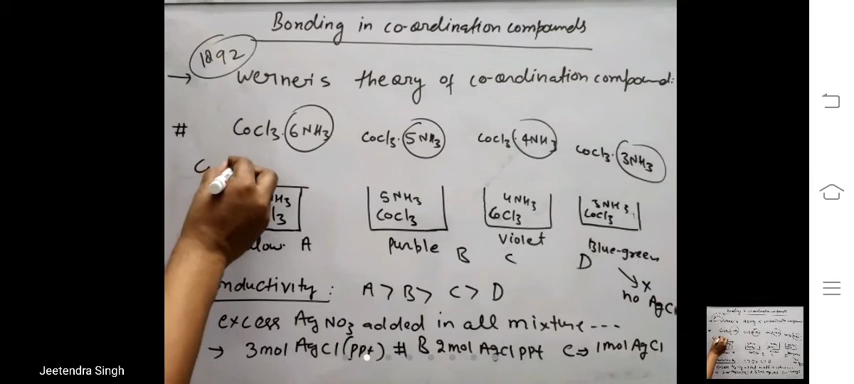 Bonding in co-ordination compounds
1892
→ Werner's theory of co-ordination compound:
# CoCl3. 6NH3 CoCl3. 5NH3 CoCl3. 4NH3 CoCl3. 3NH3
5NH3 4NH3 3NH3
CoCl3 CoCl3 CoCl3
A Purble B Violet C Blue-green D
x
no AgCl
onductivity : A > B > C > D
excess AgNO3 added in all mixture ----
→ 3mol AgCl (ppt) # B 2mol AgCl ppt C ⇒ 1mol AgCl
Jeetendra Singh